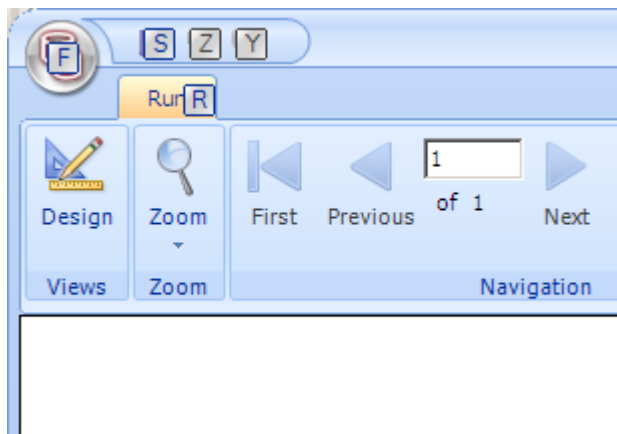 F S Z Y
Run R
1
of 1
Design Zoom First Previous Next
Views Zoom Navigation